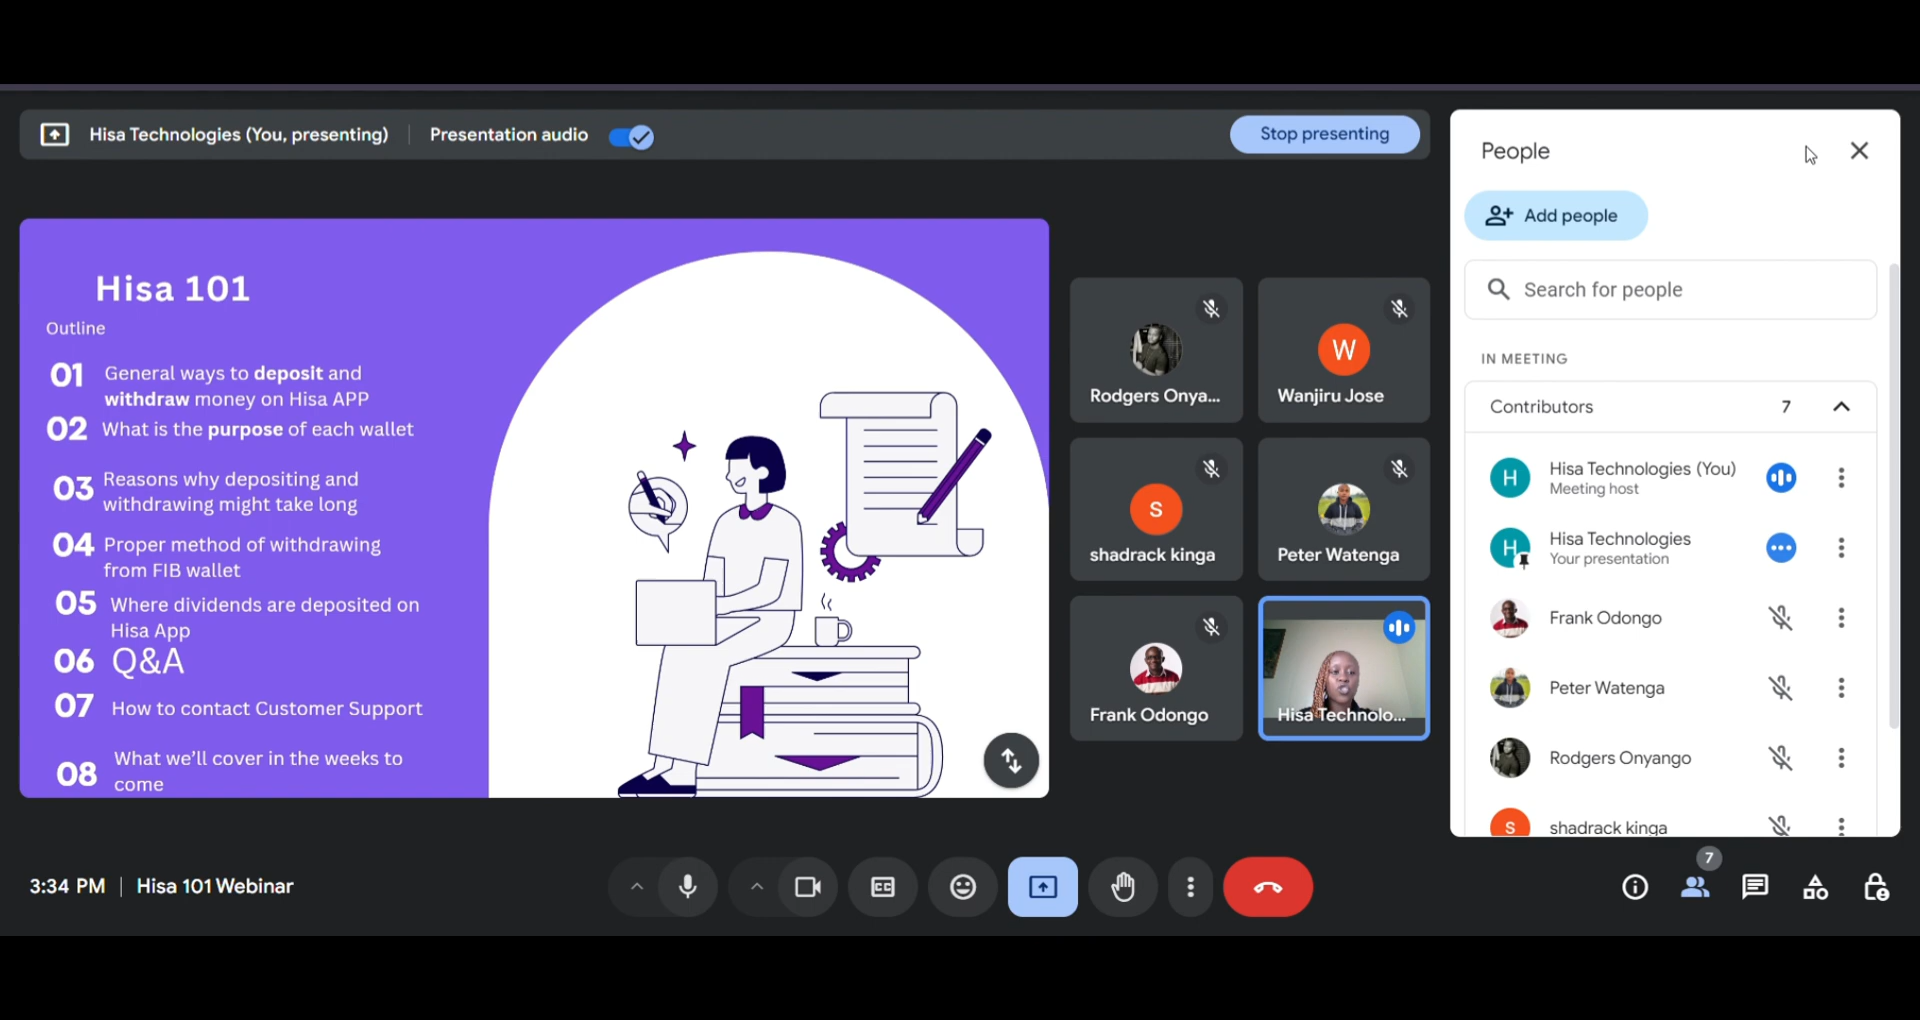 Hisa Technologies (You, presenting)
Presentation audio
Stop presenting
Hisa 101
Outline
01 General ways to deposit and
withdraw money on Hisa APP
02 What is the purpose of each wallet
03 Reasons why depositing and
withdrawing might take long
04 Proper method of withdrawing
from FIB wallet
05 Where dividends are deposited on
Hisa App
06 Q&A
07 How to contact Customer Support
08 What we'll cover in the weeks to
come
Rodgers Onya...
W
Wanjiru Jose
S
shadrack kinga
Peter Watenga
Frank Odongo
Hisa Technolo...
People
Add people
Search for people
IN MEETING
Contributors 7
H
Hisa Technologies (You)
Meeting host
H
Hisa Technologies
Your presentation
Frank Odongo
Peter Watenga
Rodgers Onyango
S
shadrack kinga
3:34 PM | Hisa 101 Webinar
CC
7